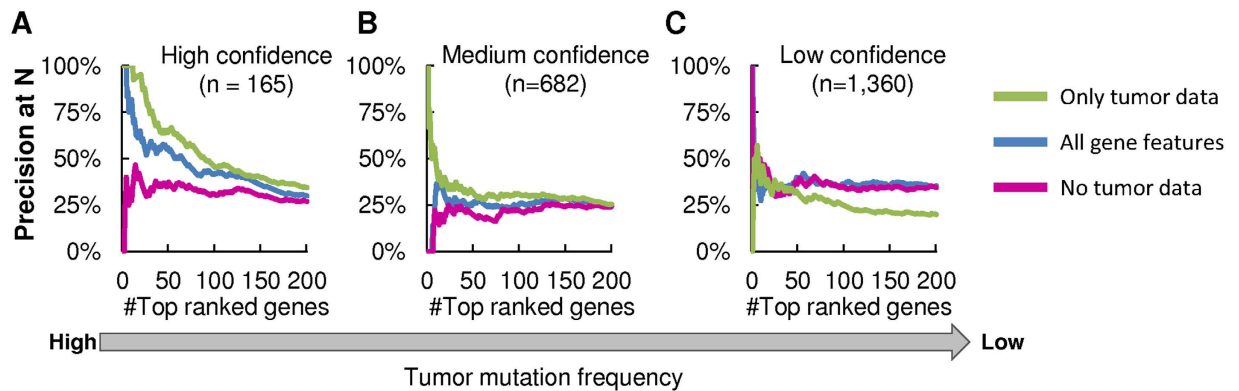 A
High confidence
(n = 165)
Precision at N
100%
75%
50%
25%
0%
0 50 100 150 200
#Top ranked genes
B
Medium confidence
(n=682)
100%
75%
50%
25%
0%
0 50 100 150 200
#Top ranked genes
C
Low confidence
(n=1,360)
100%
75%
50%
25%
0%
0 50 100 150 200
#Top ranked genes
Only tumor data
All gene features
No tumor data
High
Low
Tumor mutation frequency